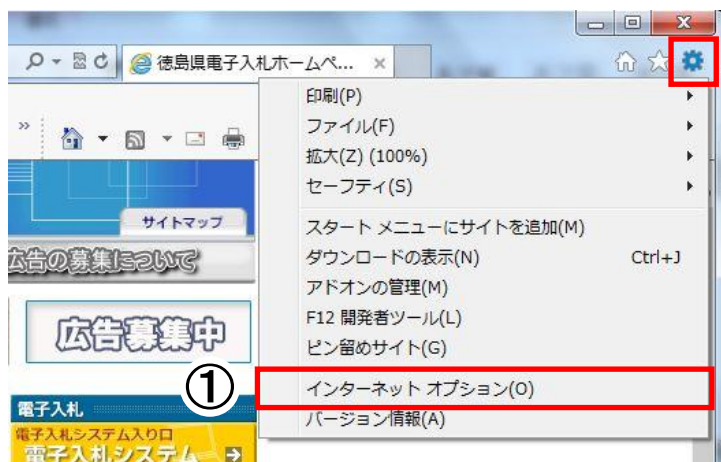 徳島県電子入札ホームペ...
印刷(P)
ファイル(F)
拡大(Z) (100%)
セーフティ(S)
サイトマップ
スタート メニューにサイトを追加(M)
広告の募集について
ダウンロードの表示(N) Ctrl+J
アドオンの管理(M)
F12 開発者ツール(L)
広告募集中
ピン留めサイト(G)
①
インターネット オプション(O)
電子入札
バージョン情報(A)
電子入札システム入り口
電子入札システム